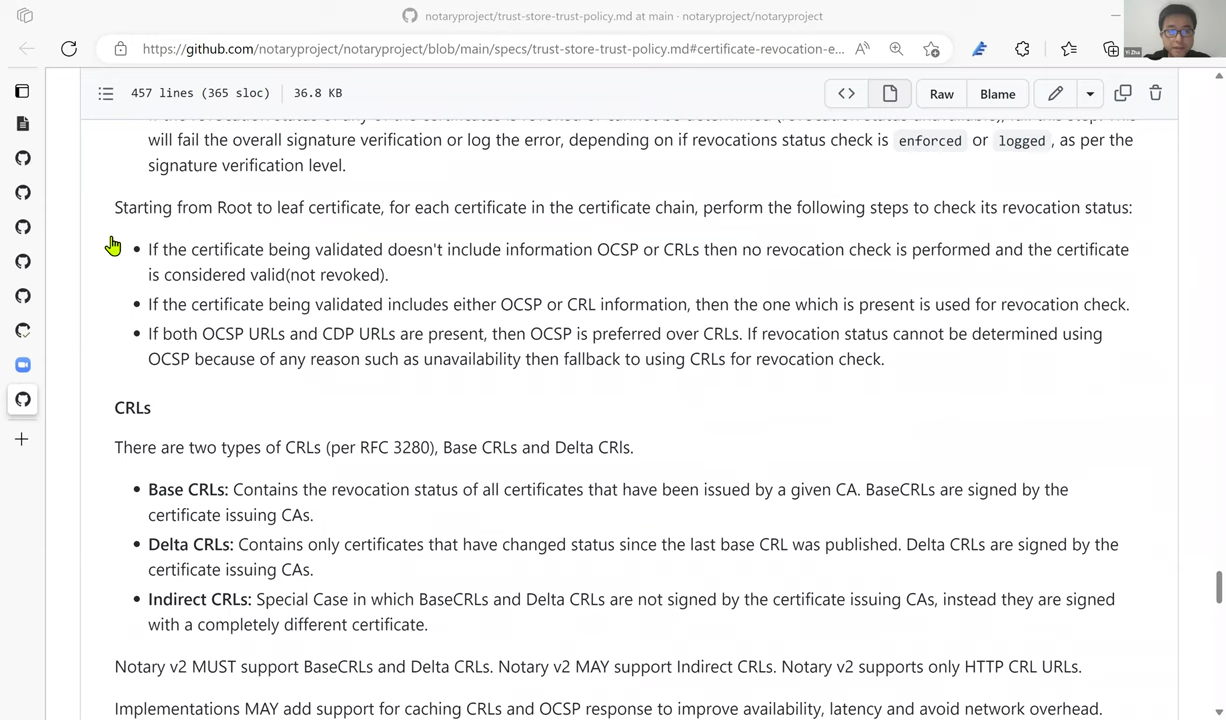 notaryproject/trust-store-trust-policy.md at main · notaryproject/notaryproject
https://github.com/notaryproject/notaryproject/blob/main/specs/trust-store-trust-policy.md#certificate-revocation-e...
Yi Zha
457 lines (365 sloc) 36.8 KB
Raw Blame
will fail the overall signature verification or log the error, depending on if revocations status check is enforced or logged , as per the
signature verification level.
Starting from Root to leaf certificate, for each certificate in the certificate chain, perform the following steps to check its revocation status:
• If the certificate being validated doesn't include information OCSP or CRLs then no revocation check is performed and the certificate
is considered valid(not revoked).
• If the certificate being validated includes either OCSP or CRL information, then the one which is present is used for revocation check.
• If both OCSP URLs and CDP URLs are present, then OCSP is preferred over CRLs. If revocation status cannot be determined using
OCSP because of any reason such as unavailability then fallback to using CRLs for revocation check.
CRLs
There are two types of CRLs (per RFC 3280), Base CRLs and Delta CRls.
• Base CRLs: Contains the revocation status of all certificates that have been issued by a given CA. BaseCRLs are signed by the
certificate issuing CAs.
• Delta CRLs: Contains only certificates that have changed status since the last base CRL was published. Delta CRLs are signed by the
certificate issuing CAs.
• Indirect CRLs: Special Case in which BaseCRLs and Delta CRLs are not signed by the certificate issuing CAs, instead they are signed
with a completely different certificate.
Notary v2 MUST support BaseCRLs and Delta CRLs. Notary v2 MAY support Indirect CRLs. Notary v2 supports only HTTP CRL URLs.
Implementations MAY add support for caching CRLs and OCSP response to improve availability, latency and avoid network overhead.